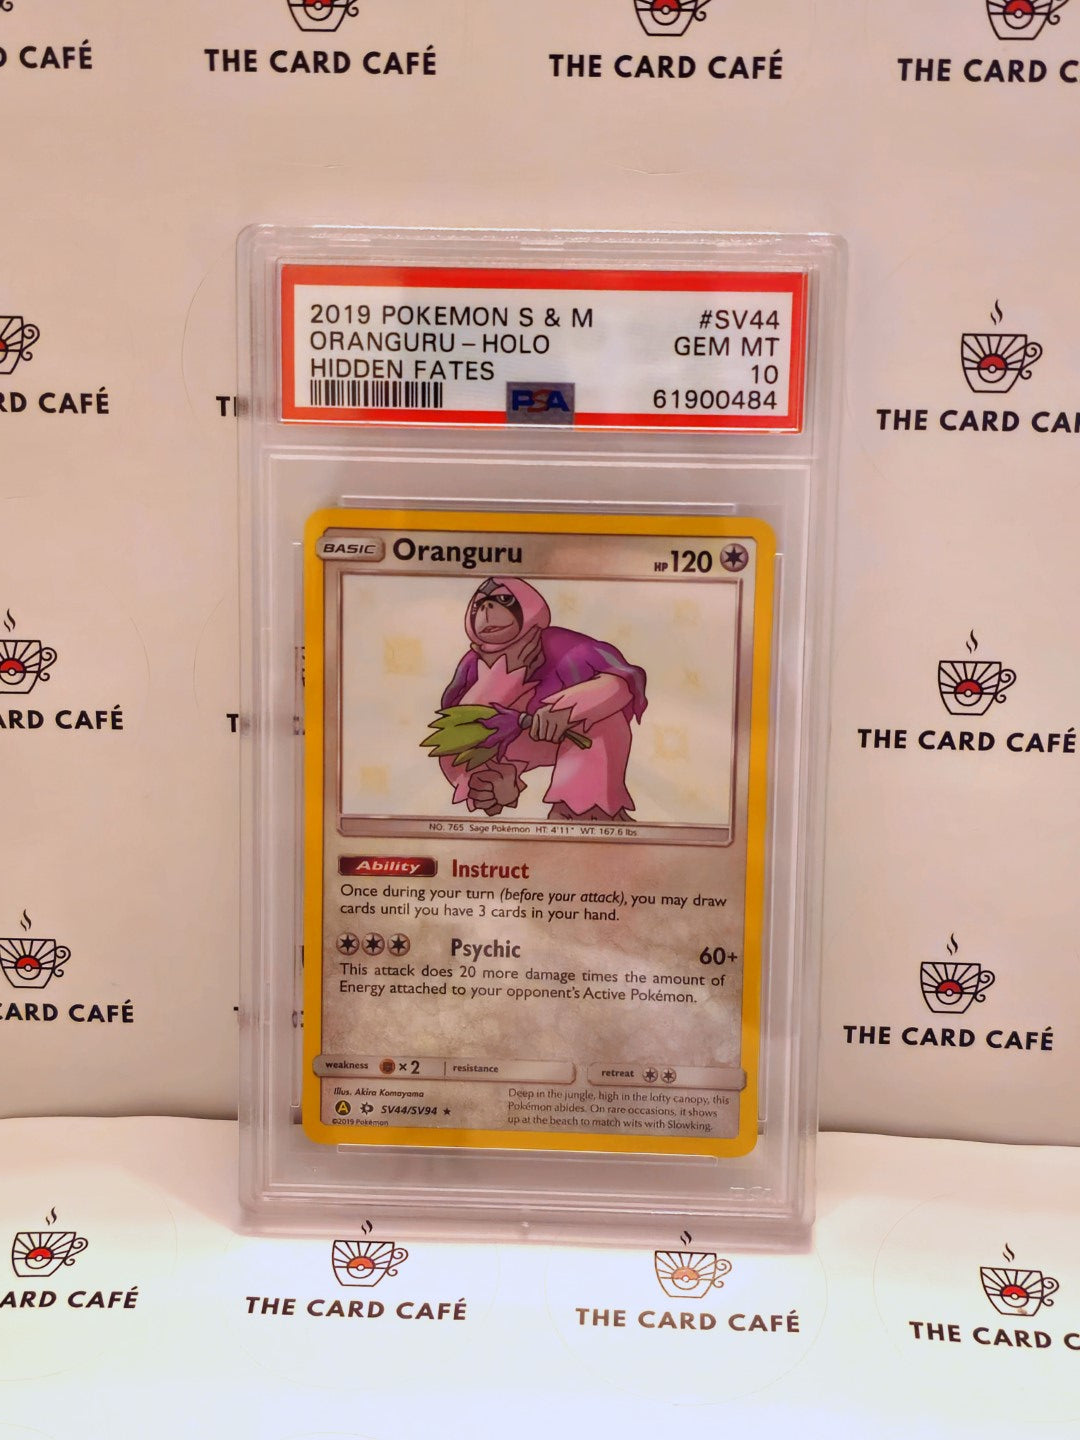 THE CARD CAFÉ
THE CARD CAFÉ
2019 POKEMON S & M #SV44
ORANGURU - HOLO GEM MT
HIDDEN FATES 10
PSA 61900484
BASIC Oranguru HP 120
NO. 765 Sage Pokémon HT: 4'11" WT: 167.6 lbs.
Ability Instruct
Once during your turn (before your attack), you may draw
cards until you have 3 cards in your hand.
Psychic 60+
This attack does 20 more damage times the amount of
Energy attached to your opponent's Active Pokémon.
weakness ×2 resistance retreat
Illus. Akira Komayama
A SV44/SV94 ★
©2019 Pokémon
Deep in the jungle, high in the lofty canopy, this
Pokémon abides. On rare occasions, it shows
up at the beach to match wits with Slowking.
THE CARD CAFÉ
THE CARD CAFÉ
THE CARD CAFÉ
THE CARD CAFÉ